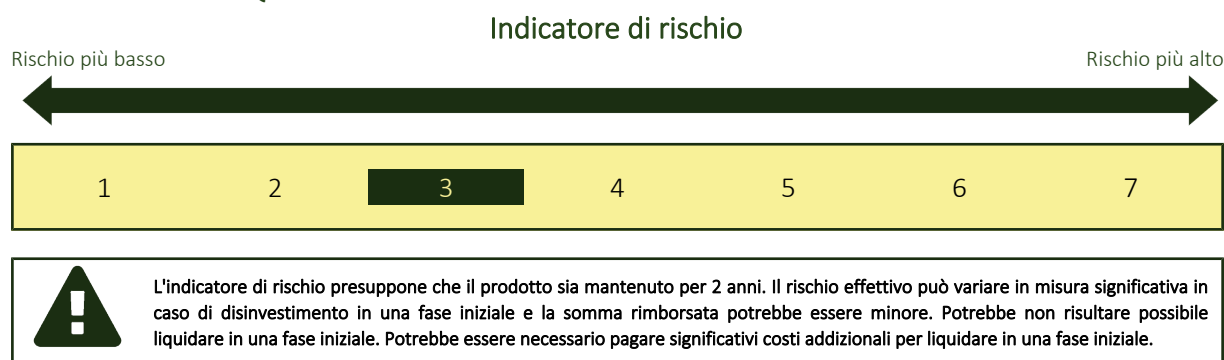 Indicatore di rischio
Rischio più basso Rischio più alto
1 2 3 4 5 6 7
L'indicatore di rischio presuppone che il prodotto sia mantenuto per 2 anni. Il rischio effettivo può variare in misura significativa in
caso di disinvestimento in una fase iniziale e la somma rimborsata potrebbe essere minore. Potrebbe non risultare possibile
liquidare in una fase iniziale. Potrebbe essere necessario pagare significativi costi addizionali per liquidare in una fase iniziale.